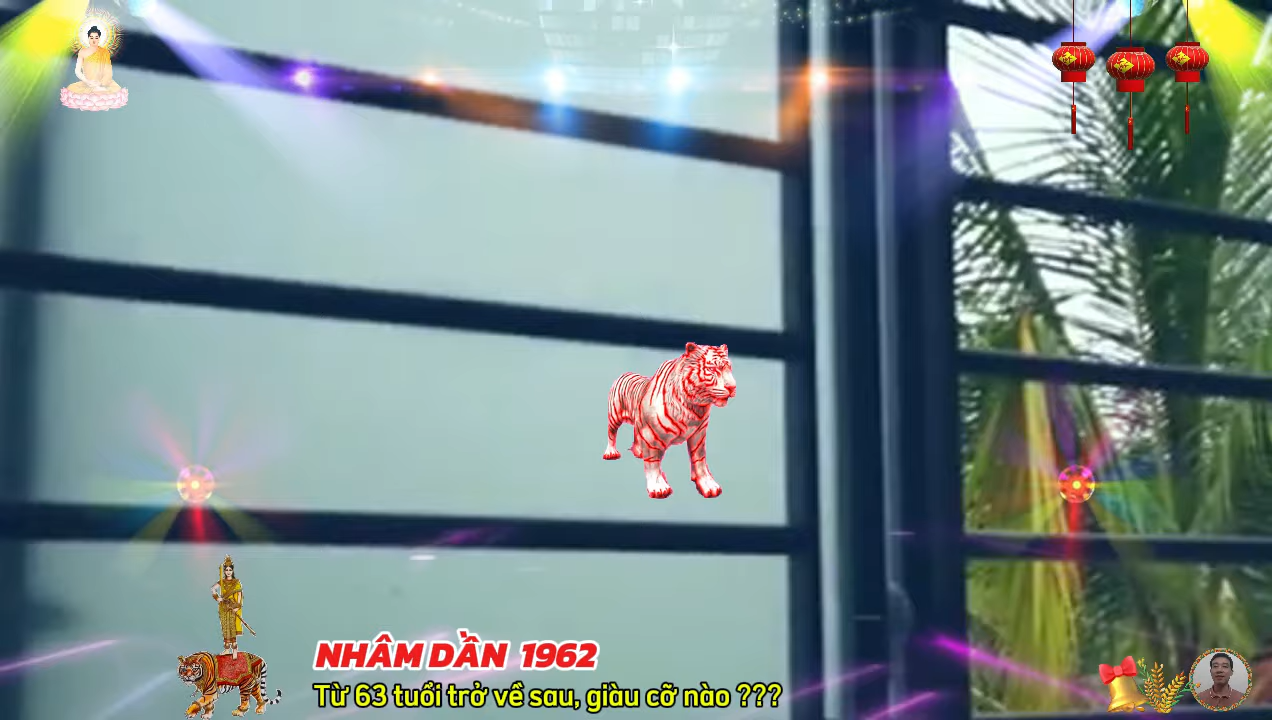 NHÂM DẦN 1962
Từ 63 tuổi trở về sau, giàu cỡ nào ???